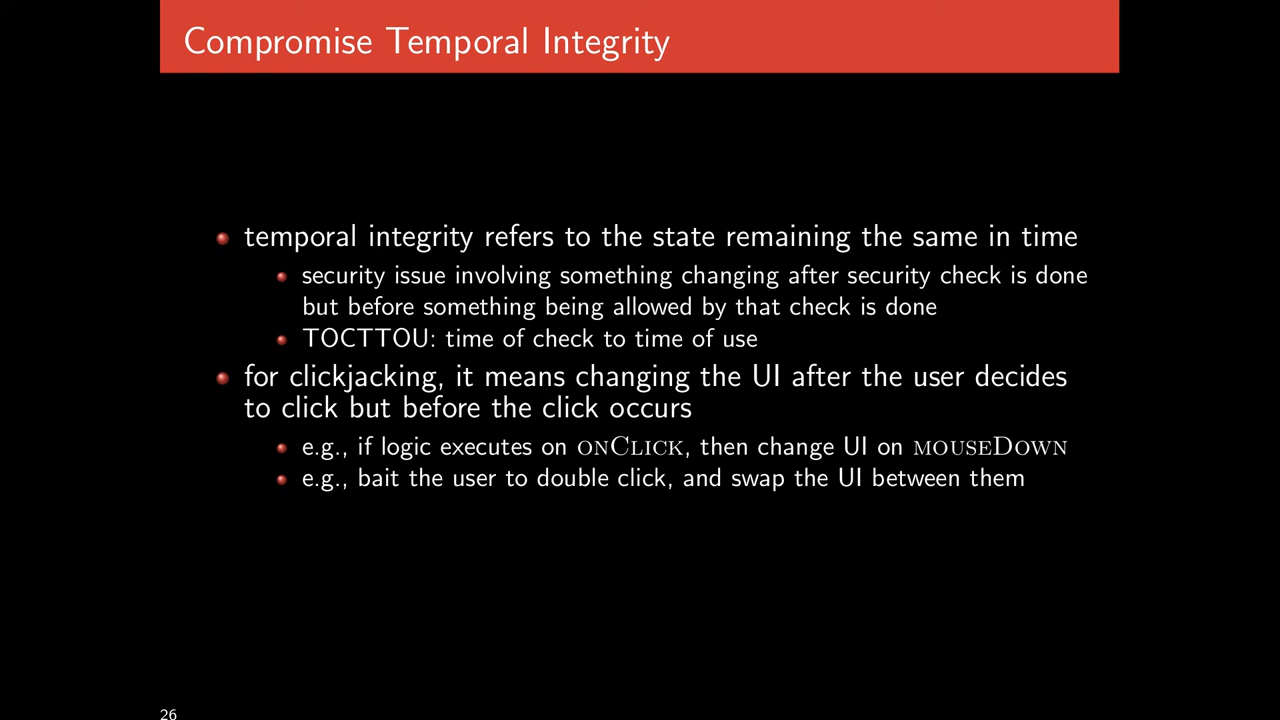 Compromise Temporal Integrity
temporal integrity refers to the state remaining the same in time
security issue involving something changing after security check is done
but before something being allowed by that check is done
TOCTTOU: time of check to time of use
for clickjacking, it means changing the UI after the user decides
to click but before the click occurs
e.g., if logic executes on onClick, then change UI on mouseDown
e.g., bait the user to double click, and swap the UI between them
26